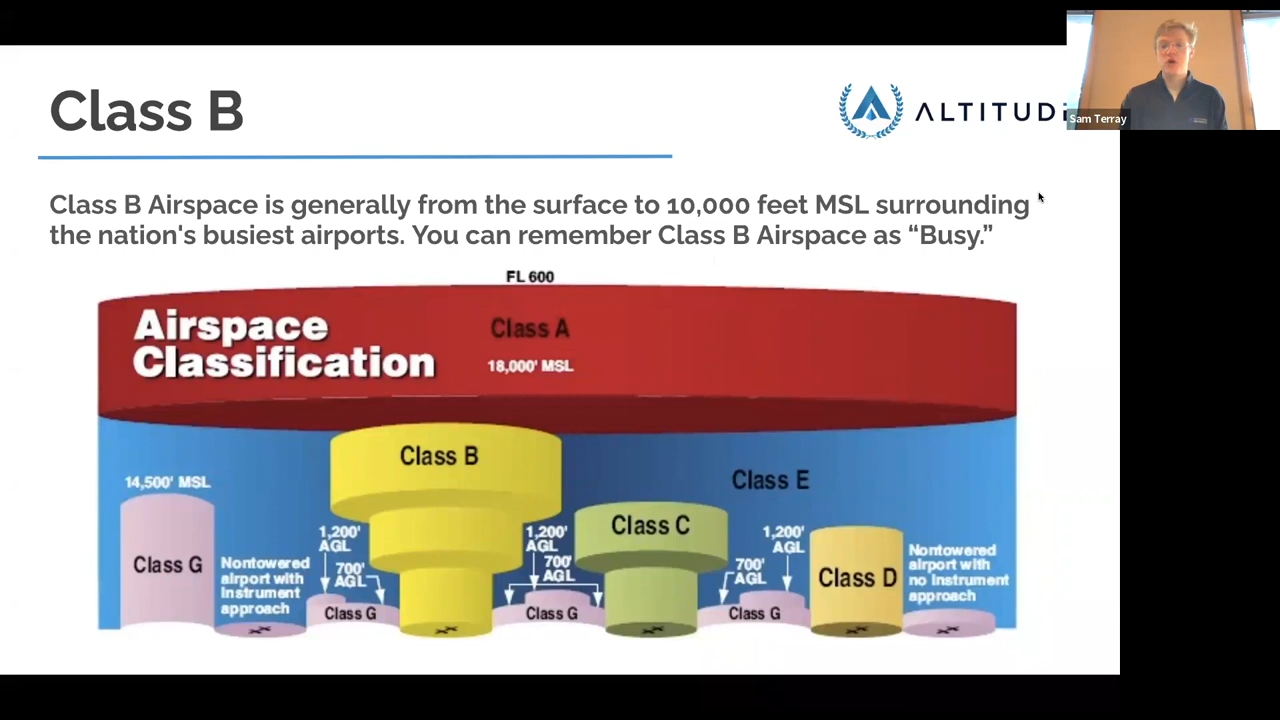 Class B
ALTITUD
Sam Terray
Class B Airspace is generally from the surface to 10,000 feet MSL surrounding
the nation's busiest airports. You can remember Class B Airspace as “Busy.”
FL 600
Airspace
Classification
Class A
18,000' MSL
Class B
Class E
14,500' MSL
Class C
1,200'
AGL
1,200'
AGL
1,200'
AGL
Class G
Nontowered
airport with
Instrument
approach
700'
AGL
700'
AGL
700'
AGL
Class D
Nontowered
airport with
no Instrument
approach
Class G
Class G
Class G